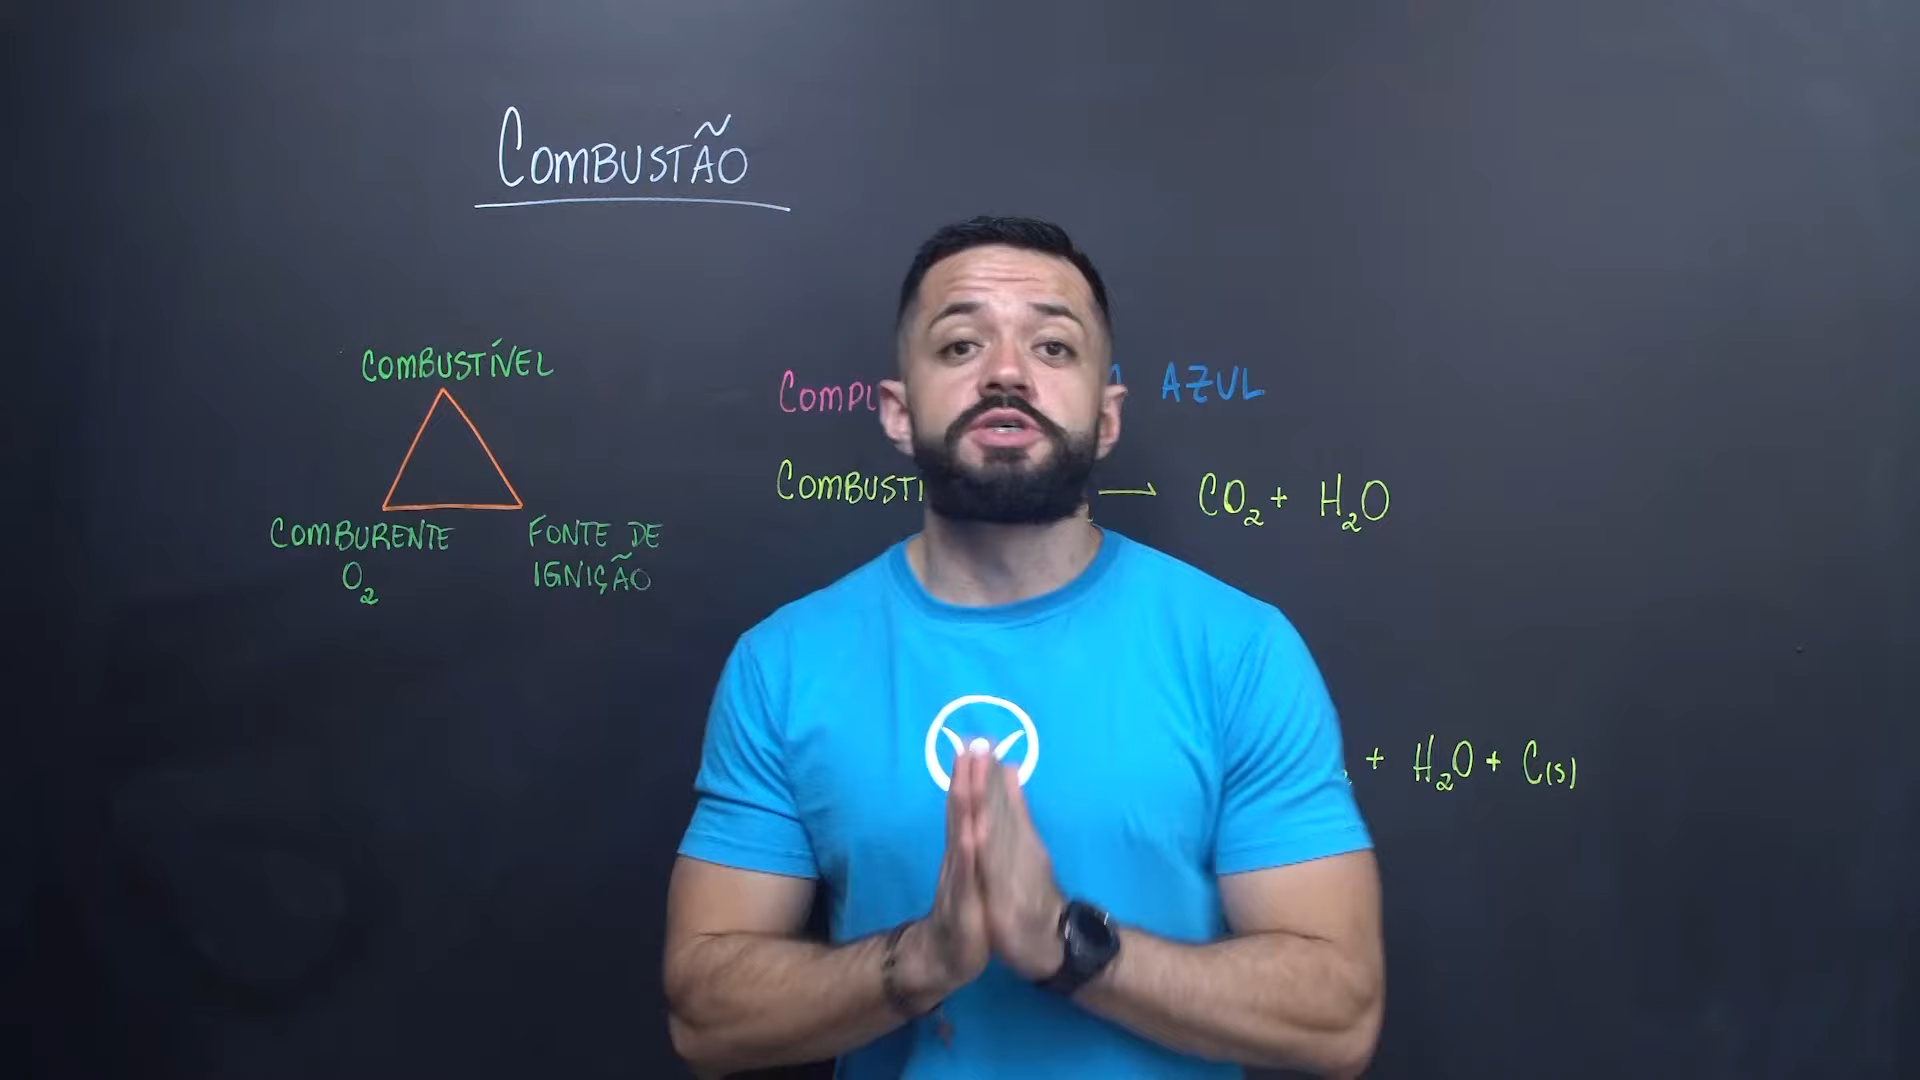 COMBUSTÃO
COMBUSTÍVEL
COMBURENTE
O₂
FONTE DE
IGNIÇÃO
AZUL
→ CO₂ + H₂O
+ H₂O + C(s)